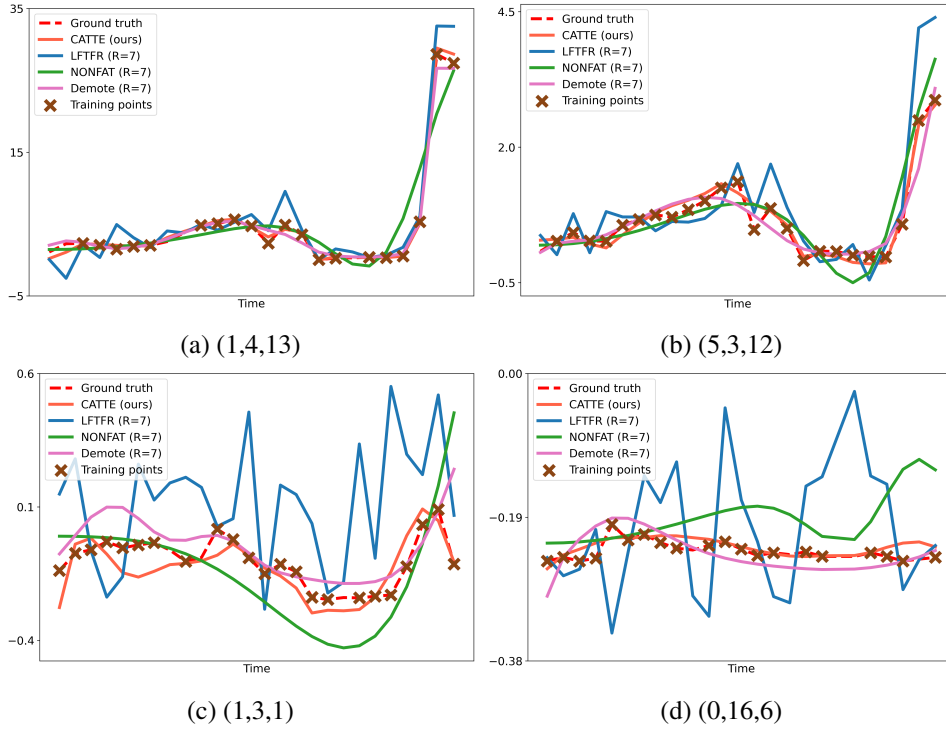 35
15
−5
Ground truth
CATTE (ours)
LFTFR (R=7)
NONFAT (R=7)
Demote (R=7)
Training points
Time
(a) (1,4,13)
4.5
2.0
−0.5
Ground truth
CATTE (ours)
LFTFR (R=7)
NONFAT (R=7)
Demote (R=7)
Training points
Time
(b) (5,3,12)
0.6
0.1
−0.4
Ground truth
CATTE (ours)
LFTFR (R=7)
NONFAT (R=7)
Demote (R=7)
Training points
Time
(c) (1,3,1)
0.00
−0.19
−0.38
Ground truth
CATTE (ours)
LFTFR (R=7)
NONFAT (R=7)
Demote (R=7)
Training points
Time
(d) (0,16,6)